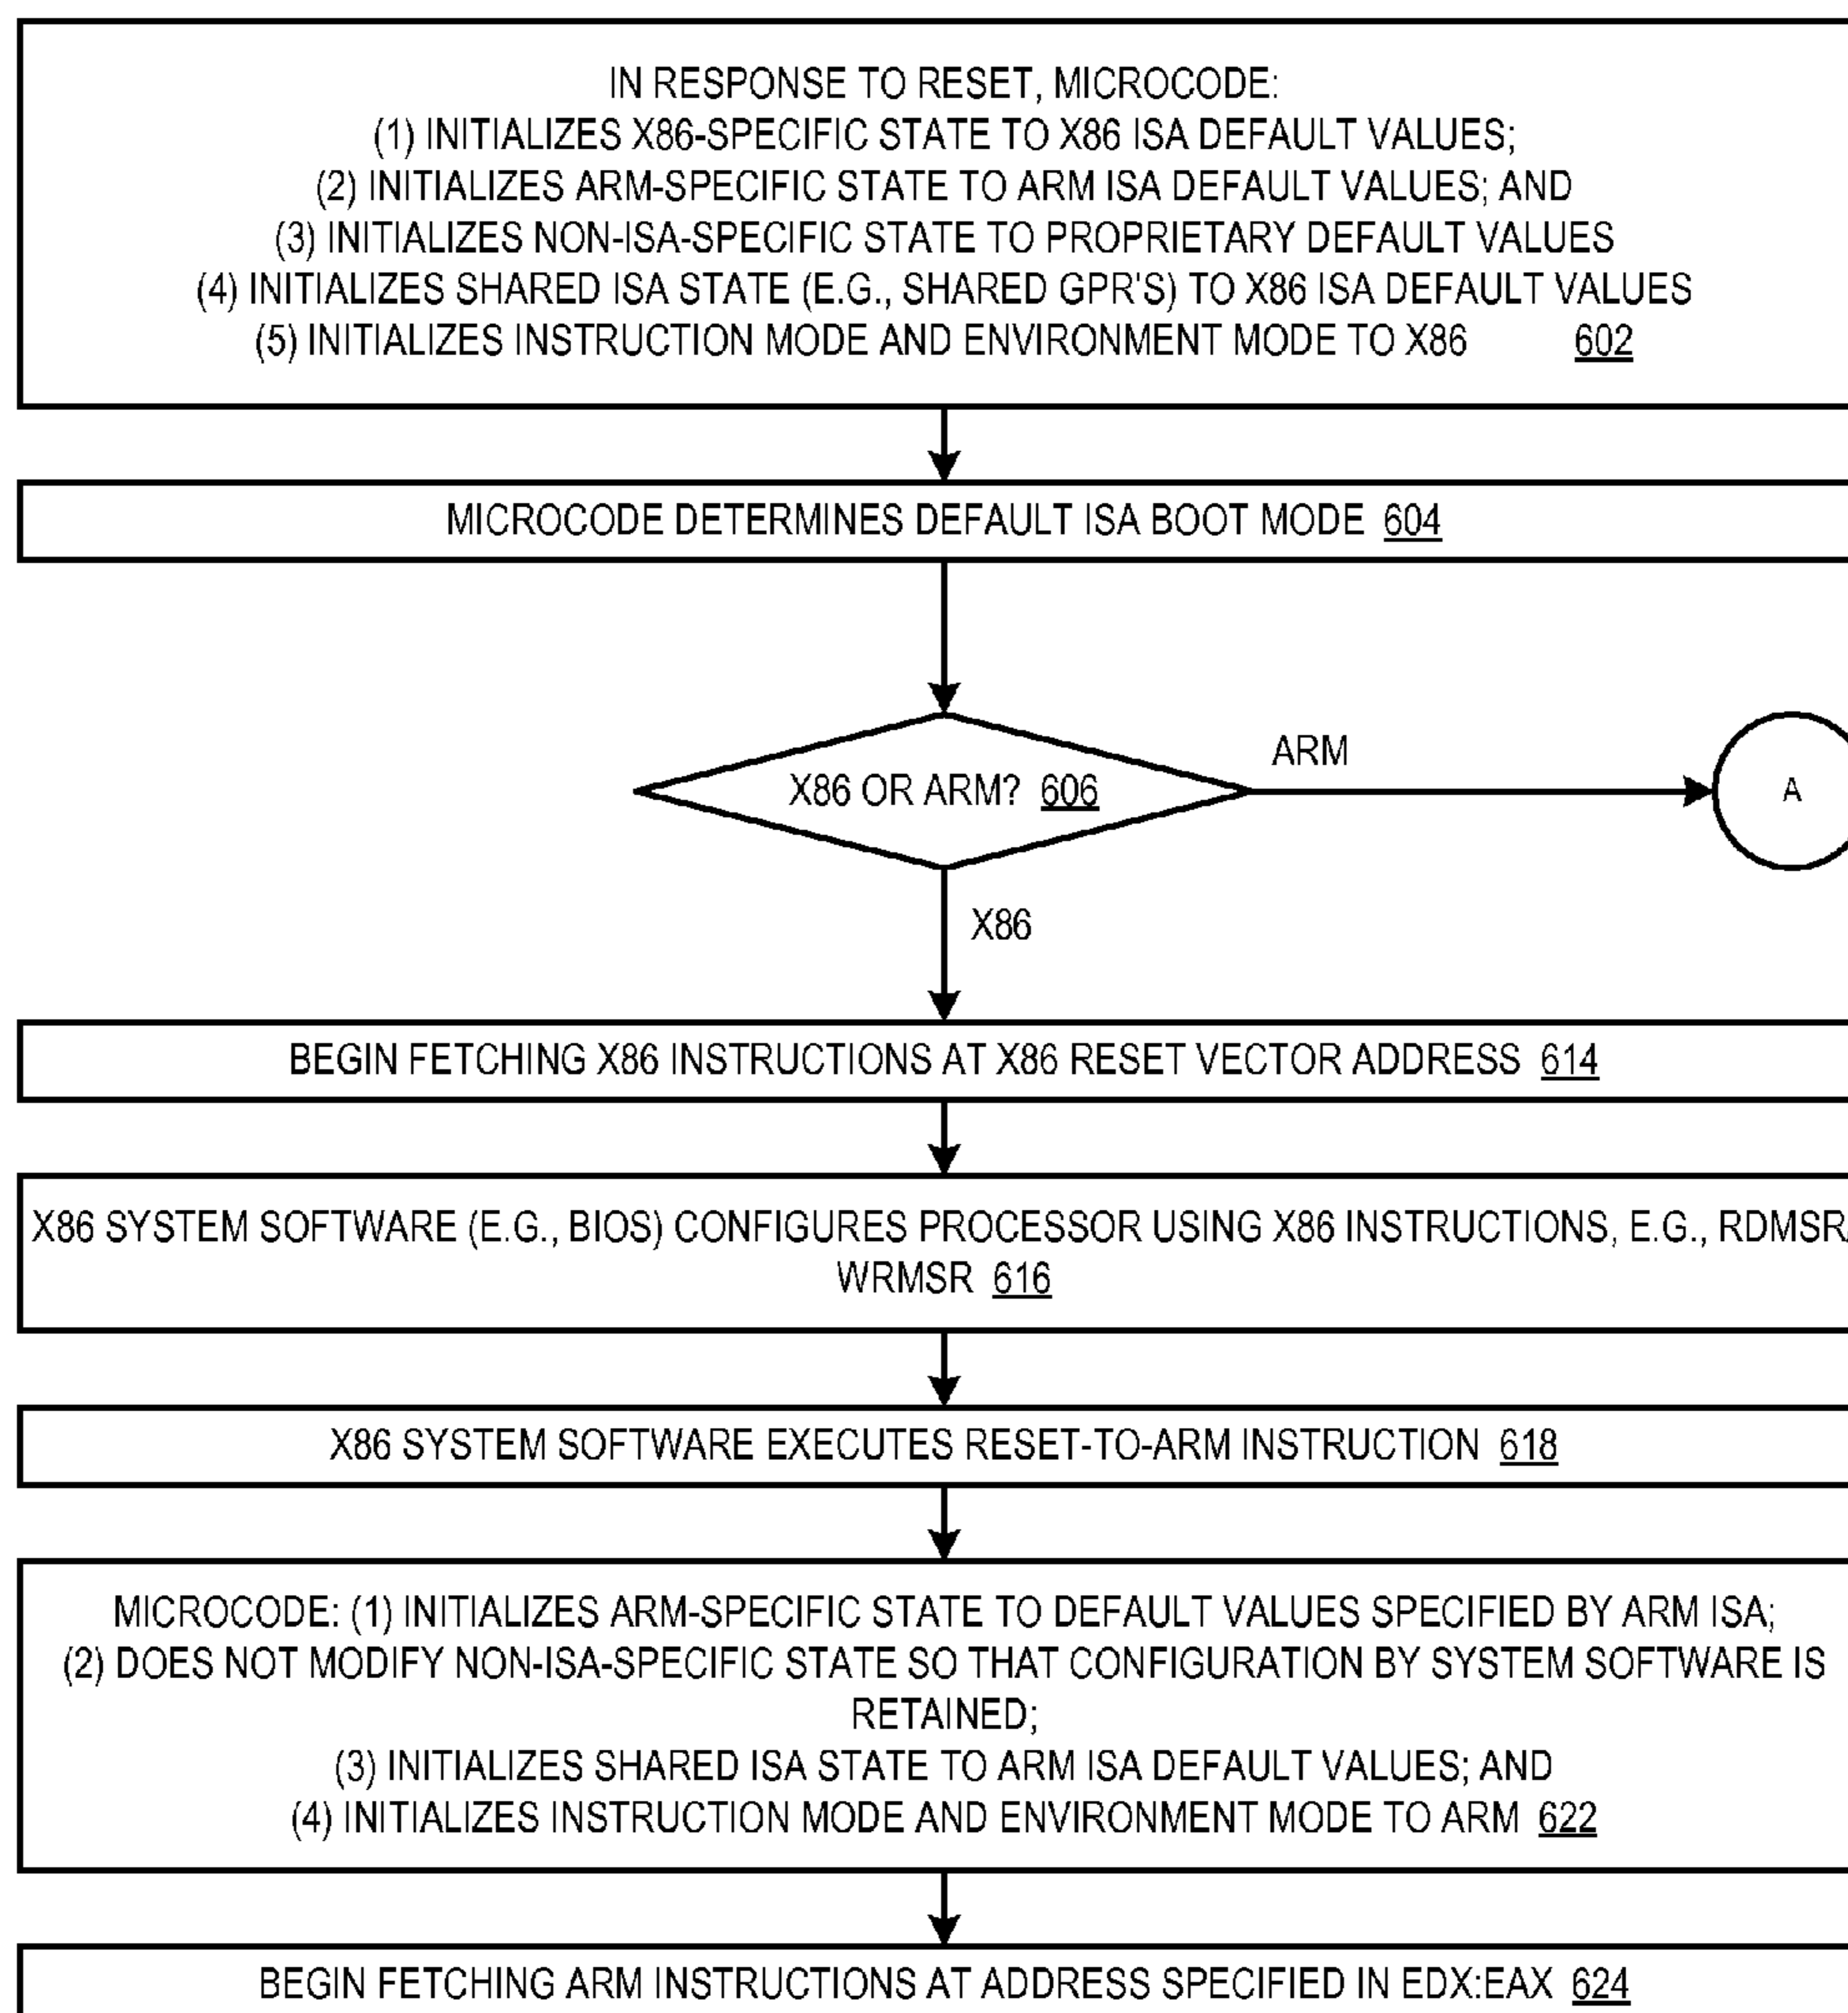 IN RESPONSE TO RESET, MICROCODE:
(1) INITIALIZES X86-SPECIFIC STATE TO X86 ISA DEFAULT VALUES;
(2) INITIALIZES ARM-SPECIFIC STATE TO ARM ISA DEFAULT VALUES; AND
(3) INITIALIZES NON-ISA-SPECIFIC STATE TO PROPRIETARY DEFAULT VALUES
(4) INITIALIZES SHARED ISA STATE (E.G., SHARED GPR'S) TO X86 ISA DEFAULT VALUES
(5) INITIALIZES INSTRUCTION MODE AND ENVIRONMENT MODE TO X86 602
MICROCODE DETERMINES DEFAULT ISA BOOT MODE 604
ARM
X86 OR ARM? 606
A
X86
BEGIN FETCHING X86 INSTRUCTIONS AT X86 RESET VECTOR ADDRESS 614
X86 SYSTEM SOFTWARE (E.G., BIOS) CONFIGURES PROCESSOR USING X86 INSTRUCTIONS, E.G., RDMSR/
WRMSR 616
X86 SYSTEM SOFTWARE EXECUTES RESET-TO-ARM INSTRUCTION 618
MICROCODE: (1) INITIALIZES ARM-SPECIFIC STATE TO DEFAULT VALUES SPECIFIED BY ARM ISA;
(2) DOES NOT MODIFY NON-ISA-SPECIFIC STATE SO THAT CONFIGURATION BY SYSTEM SOFTWARE IS
RETAINED;
(3) INITIALIZES SHARED ISA STATE TO ARM ISA DEFAULT VALUES; AND
(4) INITIALIZES INSTRUCTION MODE AND ENVIRONMENT MODE TO ARM 622
BEGIN FETCHING ARM INSTRUCTIONS AT ADDRESS SPECIFIED IN EDX:EAX 624